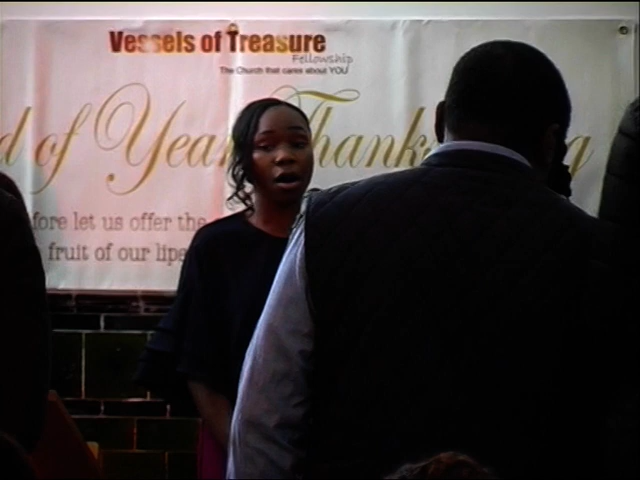 Vessels of Treasure
Fellowship
The Church that cares about YOU
d of Year Thank g
fore let us offer the
fruit of our lips